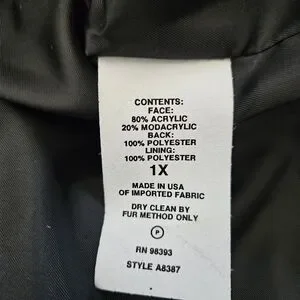 CONTENTS:
FACE:
80% ACRYLIC
20% MODACRYLIC
BACK:
100% POLYESTER
LINING:
100% POLYESTER
1X
MADE IN USA
OF IMPORTED FABRIC
DRY CLEAN BY
FUR METHOD ONLY
P
RN 98393
STYLE A8387